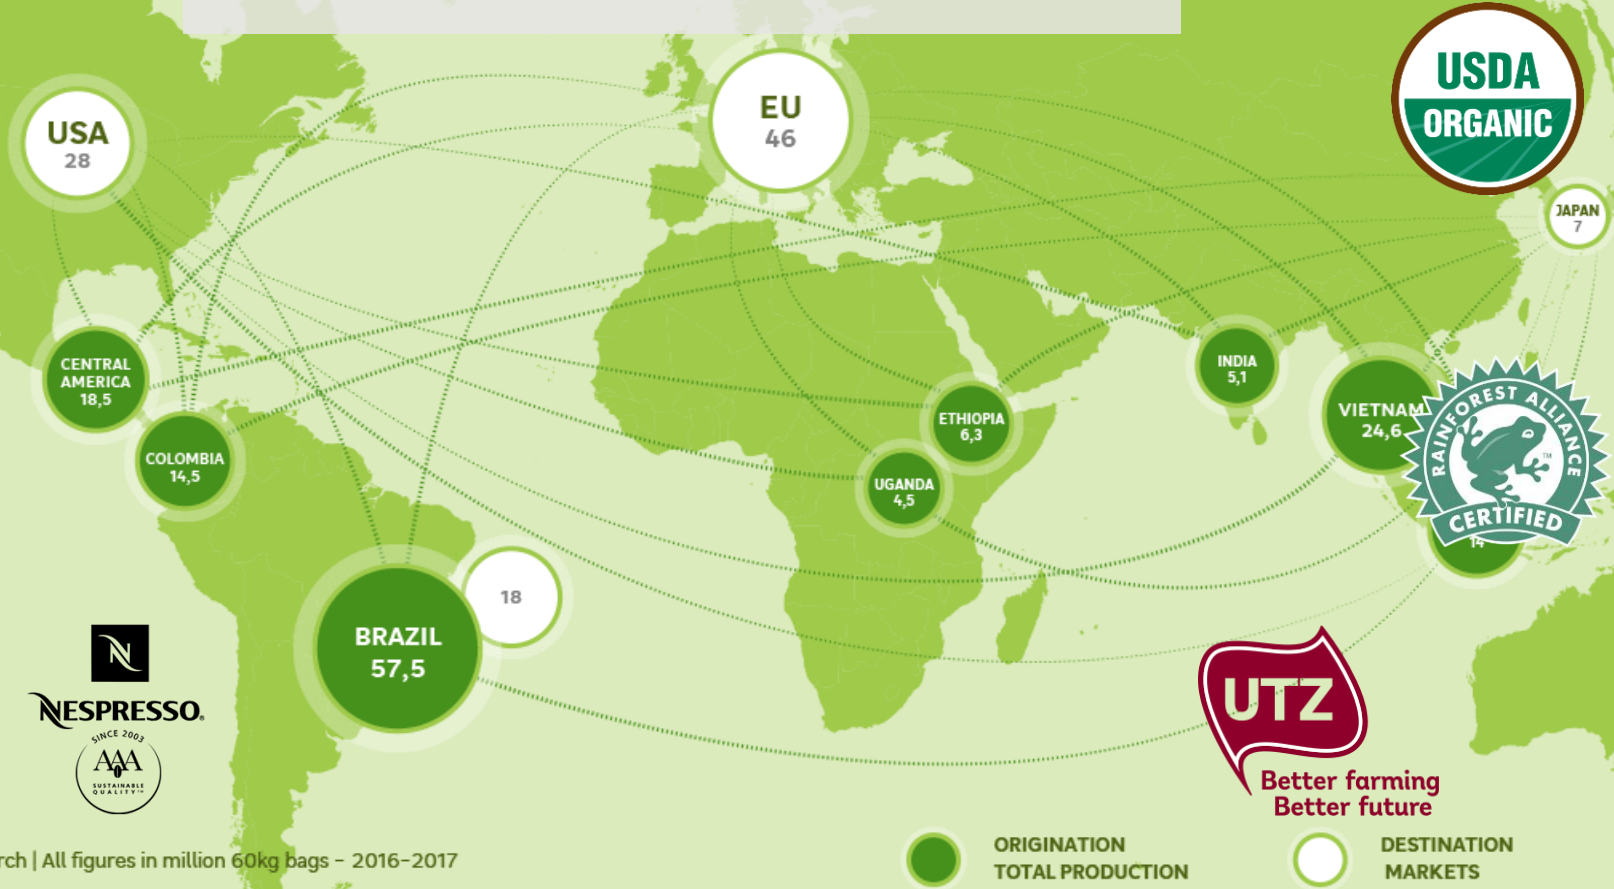 USDA
ORGANIC
EU
46
USA
28
JAPAN
7
CENTRAL
AMERICA
18,5
INDIA
5,1
COLOMBIA
14,5
ETHIOPIA
6,3
VIETNAM
24,6
RAINFOREST ALLIANCE
TM
CERTIFIED
14
UGANDA
4,5
18
BRAZIL
57,5
N
NESPRESSO®
SINCE 2003
AAA
SUSTAINABLE
QUALITY™
UTZ
Better farming
Better future
| All figures in million 60kg bags - 2016-2017
ORIGINATION
TOTAL PRODUCTION
DESTINATION
MARKETS